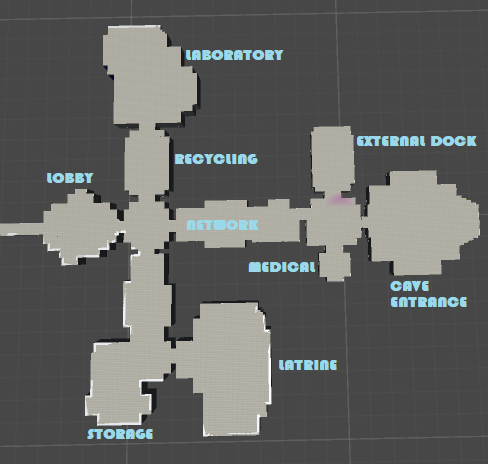 LABORATORY
EXTERNAL DOCK
RECYCLING
LOBBY
NETWORK
MEDICAL
CAVE
ENTRANCE
LATRINE
STORAGE